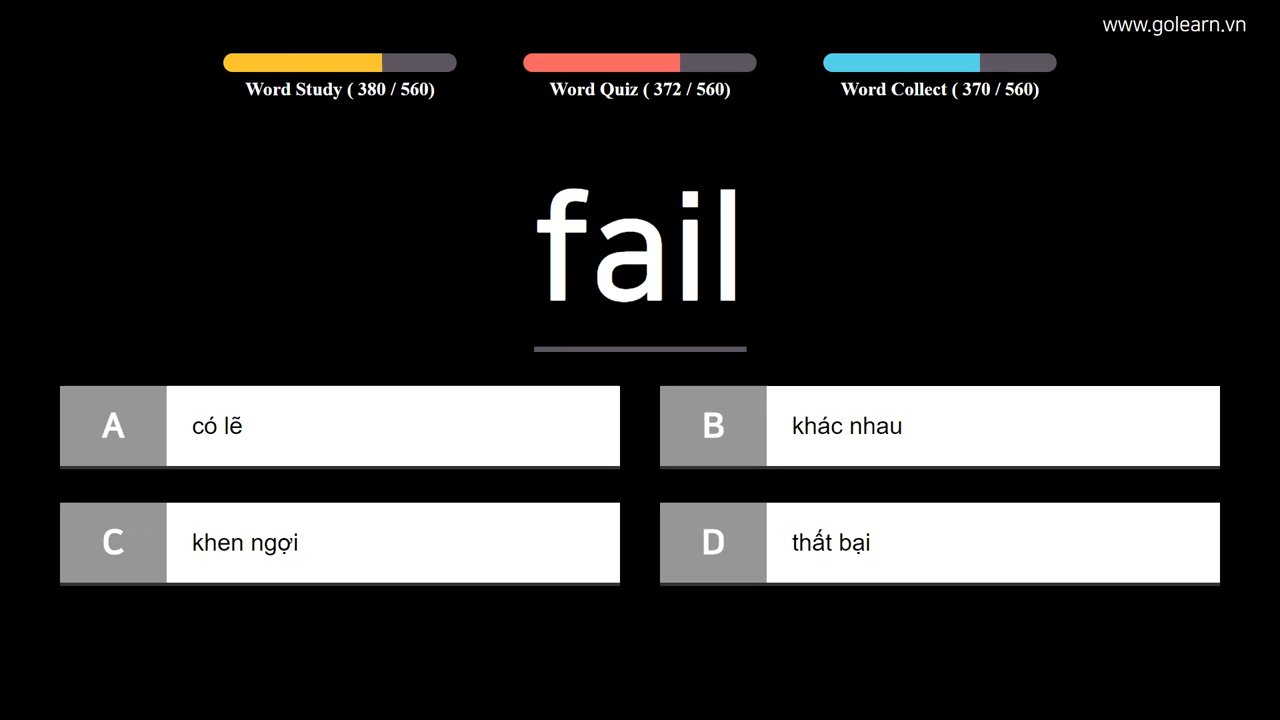 www.golearn.vn
Word Study ( 380 / 560)
Word Quiz ( 372 / 560)
Word Collect ( 370 / 560)
fail
A có lẽ
B khác nhau
C khen ngợi
D thất bại